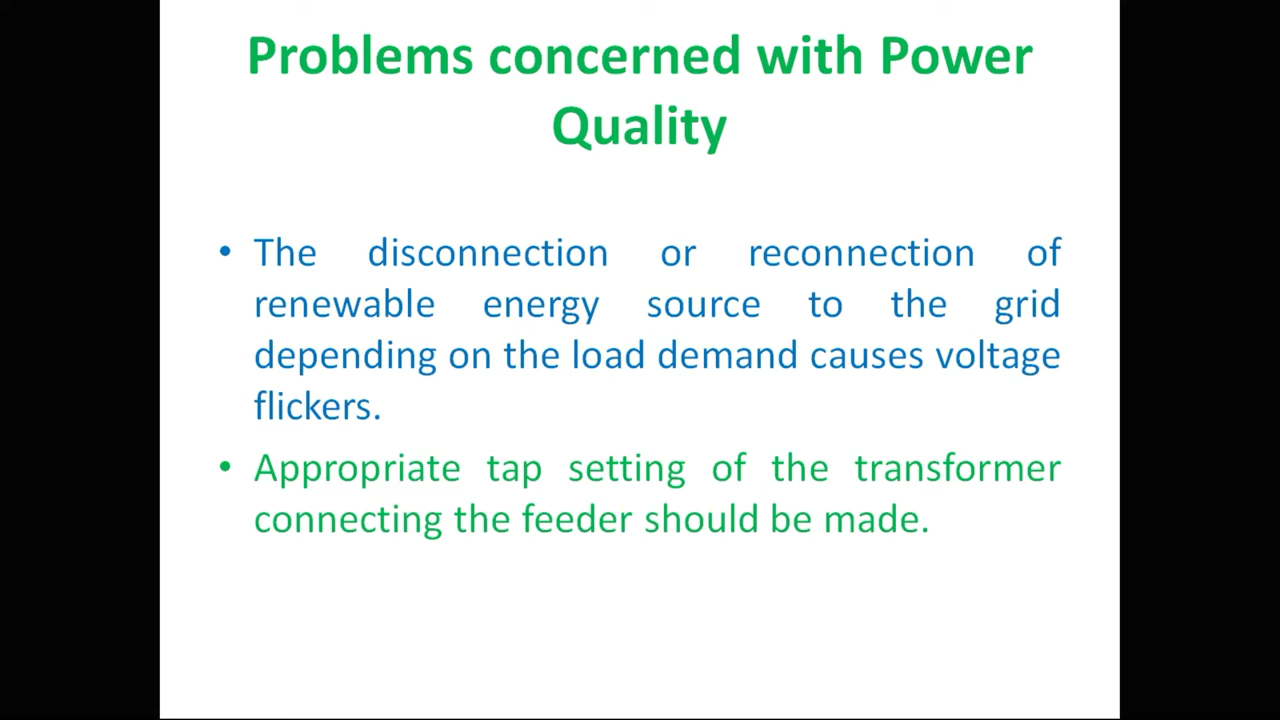 Problems concerned with Power
Quality
• The disconnection or reconnection of
renewable energy source to the grid
depending on the load demand causes voltage
flickers.
• Appropriate tap setting of the transformer
connecting the feeder should be made.